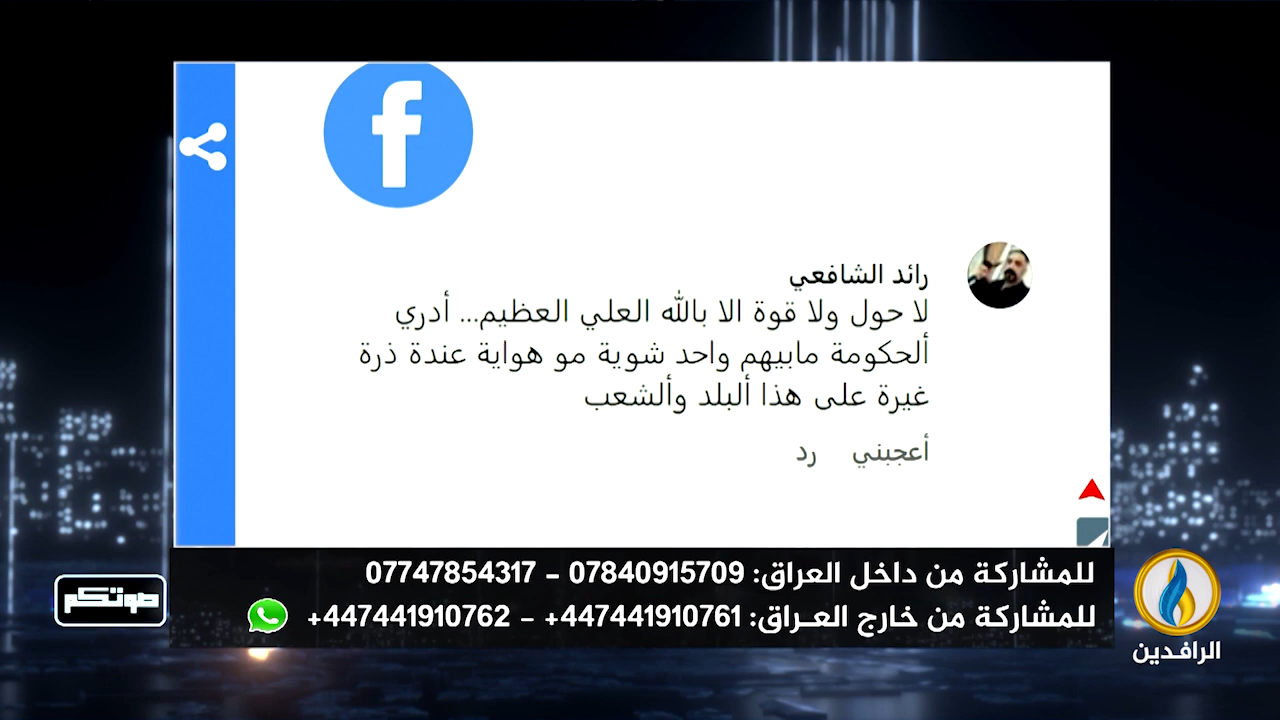 f
رائد الشافعي
لا حول ولا قوة الا بالله العلي العظيم... أدري
ألحكومة مابيهم واحد شوية مو هواية عندة ذرة
غيرة على هذا ألبلد وألشعب
أعجبني رد
للمشاركة من داخل العراق: 07840915709 - 07747854317
للمشاركة من خارج العـراق: 447441910761+ - 447441910762+
صوتكم
الرافدين